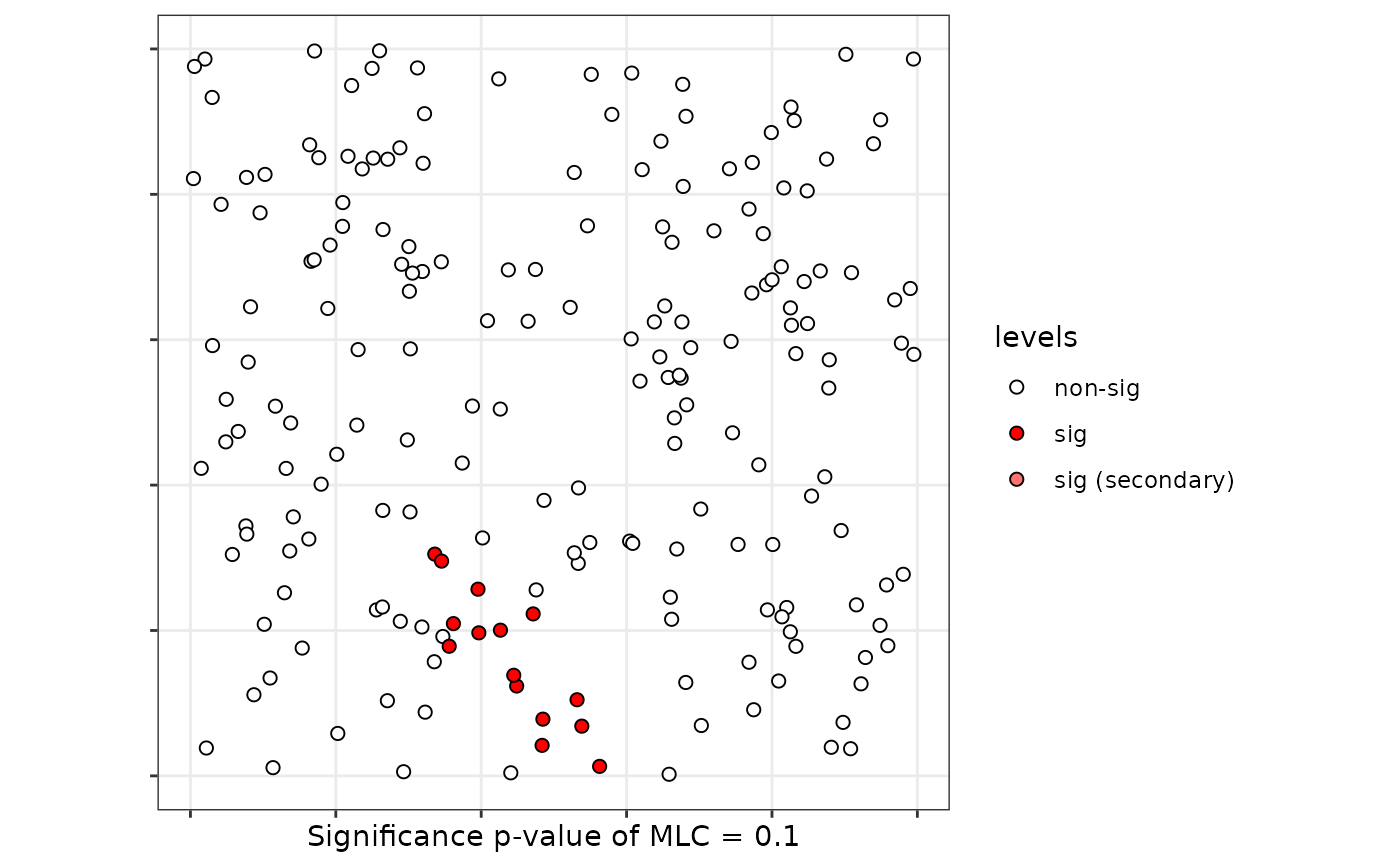 levels
non-sig
sig
sig (secondary)
Significance p-value of MLC = 0.1